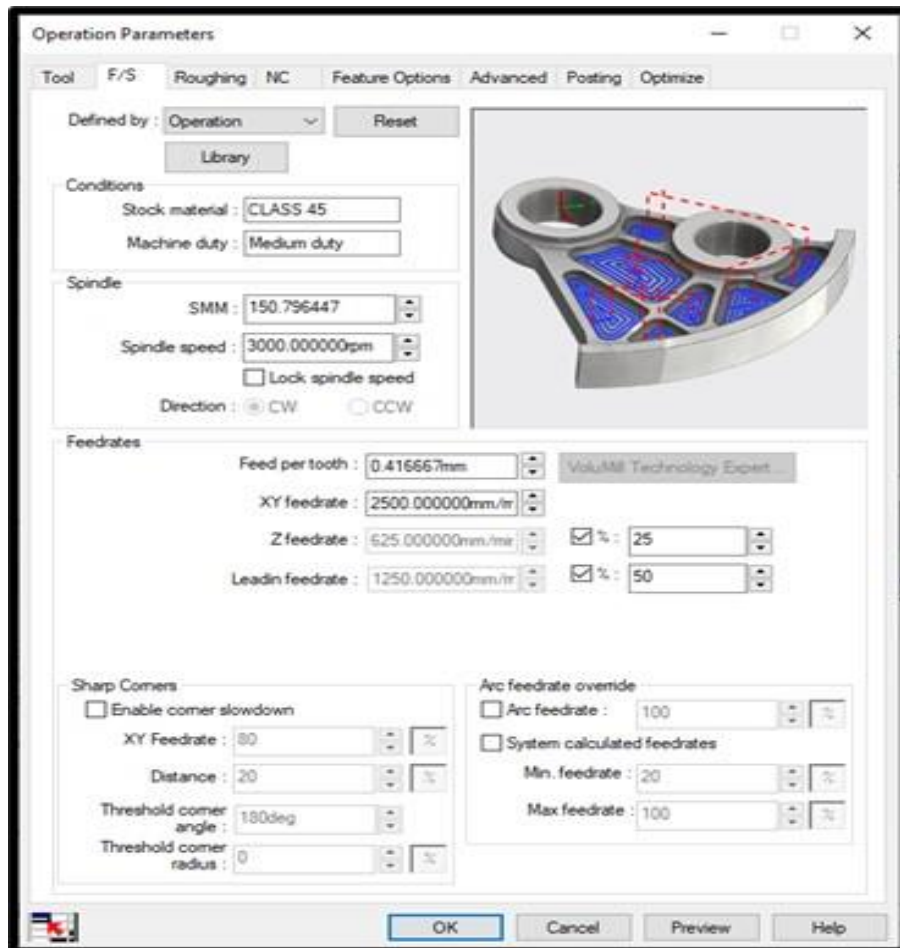 Operation Parameters
Tool F/S Roughing NC Feature Options Advanced Posting Optimize
Defined by : Operation Reset
Library
Conditions
Stock material : CLASS 45
Machine duty : Medium duty
Spindle
SMM : 150.796447
Spindle speed : 3000.000000rpm
Lock spindle speed
Direction : CW CCW
Feedrates
Feed per tooth : 0.416667mm VoluMill Technology Expert...
XY feedrate : 2500.000000mm/m
Z feedrate : 625.000000mm/min % : 25
Leadin feedrate : 1250.000000mm/m % : 50
Sharp Corners
Enable corner slowdown
XY Feedrate : 80 %
Distance : 20 %
Threshold corner
angle : 180deg
Threshold corner
radius : 0 %
Arc feedrate override
Arc feedrate : 100 %
System calculated feedrates
Min. feedrate : 20 %
Max feedrate : 100 %
OK Cancel Preview Help